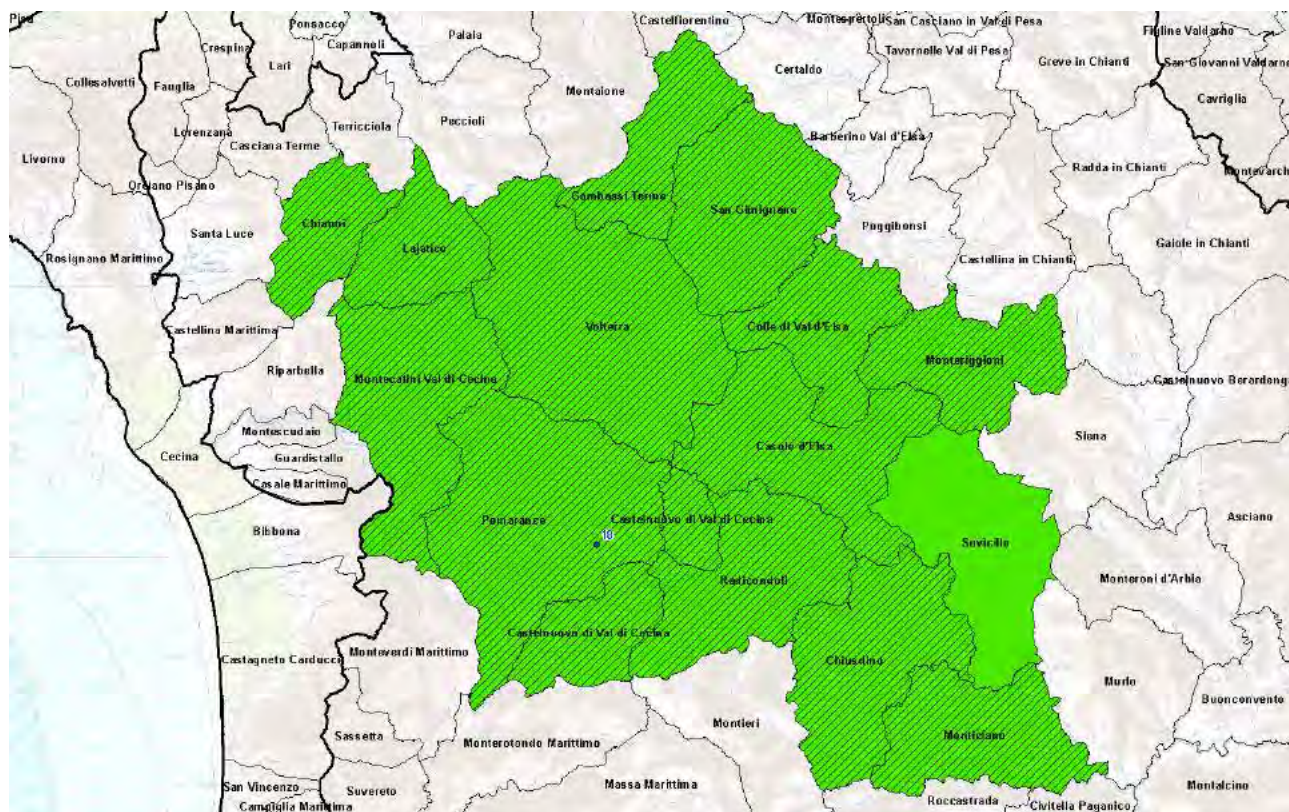 Pisa
Ponsacco
Palaia
Castelfiorentino
Montespertoli
San Casciano in Val di Pesa
Figline Valdarno
Crespina
Capannoli
Tavarnelle Val di Pesa
Collesalvetti
Fauglia
Lari
Certaldo
Greve in Chianti
San Giovanni Valdarno
Montaione
Cavriglia
Lorenzana
Terricciola
Peccioli
Barberino Val d'Elsa
Casciana Terme
Livorno
Radda in Chianti
Montevarch
Orciano Pisano
Gambassi Terme
San Gimignano
Chianni
Santa Luce
Poggibonsi
Lajatico
Gaiole in Chianti
Rosignano Marittimo
Castellina in Chianti
Castellina Marittima
Volterra
Colle di Val d'Elsa
Monteriggioni
Riparbella
Montecatini Val di Cecina
Castelnuovo Berardenga
Montescudaio
Siena
Cecina
Guardistallo
Casole d'Elsa
Casale Marittimo
Asciano
Bibbona
Pomarance
Castelnuovo di Val di Cecina
10
Sovicille
Radicondoli
Monteroni d'Arbia
Castelnuovo di Val di Cecina
Monteverdi Marittimo
Castagneto Carducci
Chiusdino
Murlo
Buonconvento
Sassetta
Monterotondo Marittimo
Montieri
Monticiano
San Vincenzo
Suvereto
Massa Marittima
Montalcino
Campiglia Marittima
Roccastrada
Civitella Paganico